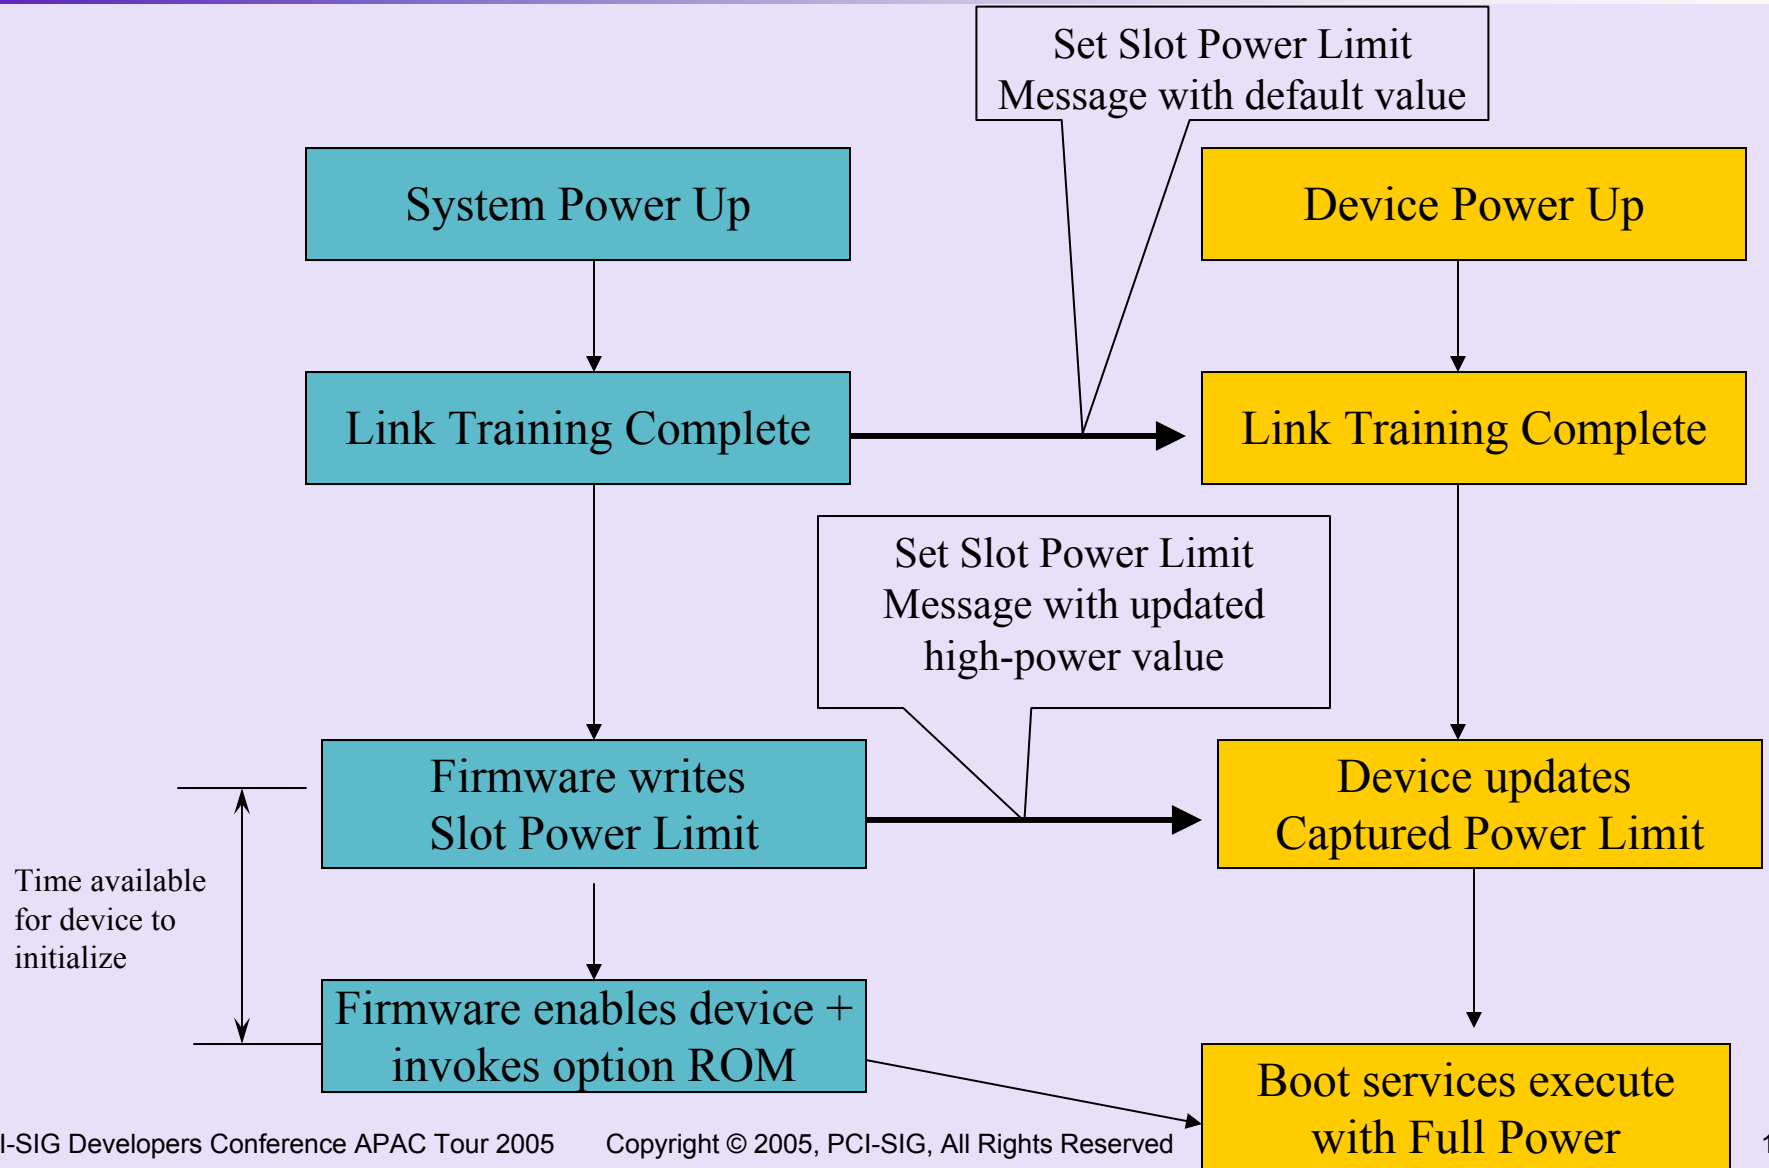 Set Slot Power Limit
Message with default value
System Power Up
Device Power Up
Link Training Complete
Link Training Complete
Set Slot Power Limit
Message with updated
high-power value
Firmware writes
Slot Power Limit
Device updates
Captured Power Limit
Time available
for device to
initialize
Firmware enables device +
invokes option ROM
Boot services execute
with Full Power
I-SIG Developers Conference APAC Tour 2005
Copyright © 2005, PCI-SIG, All Rights Reserved